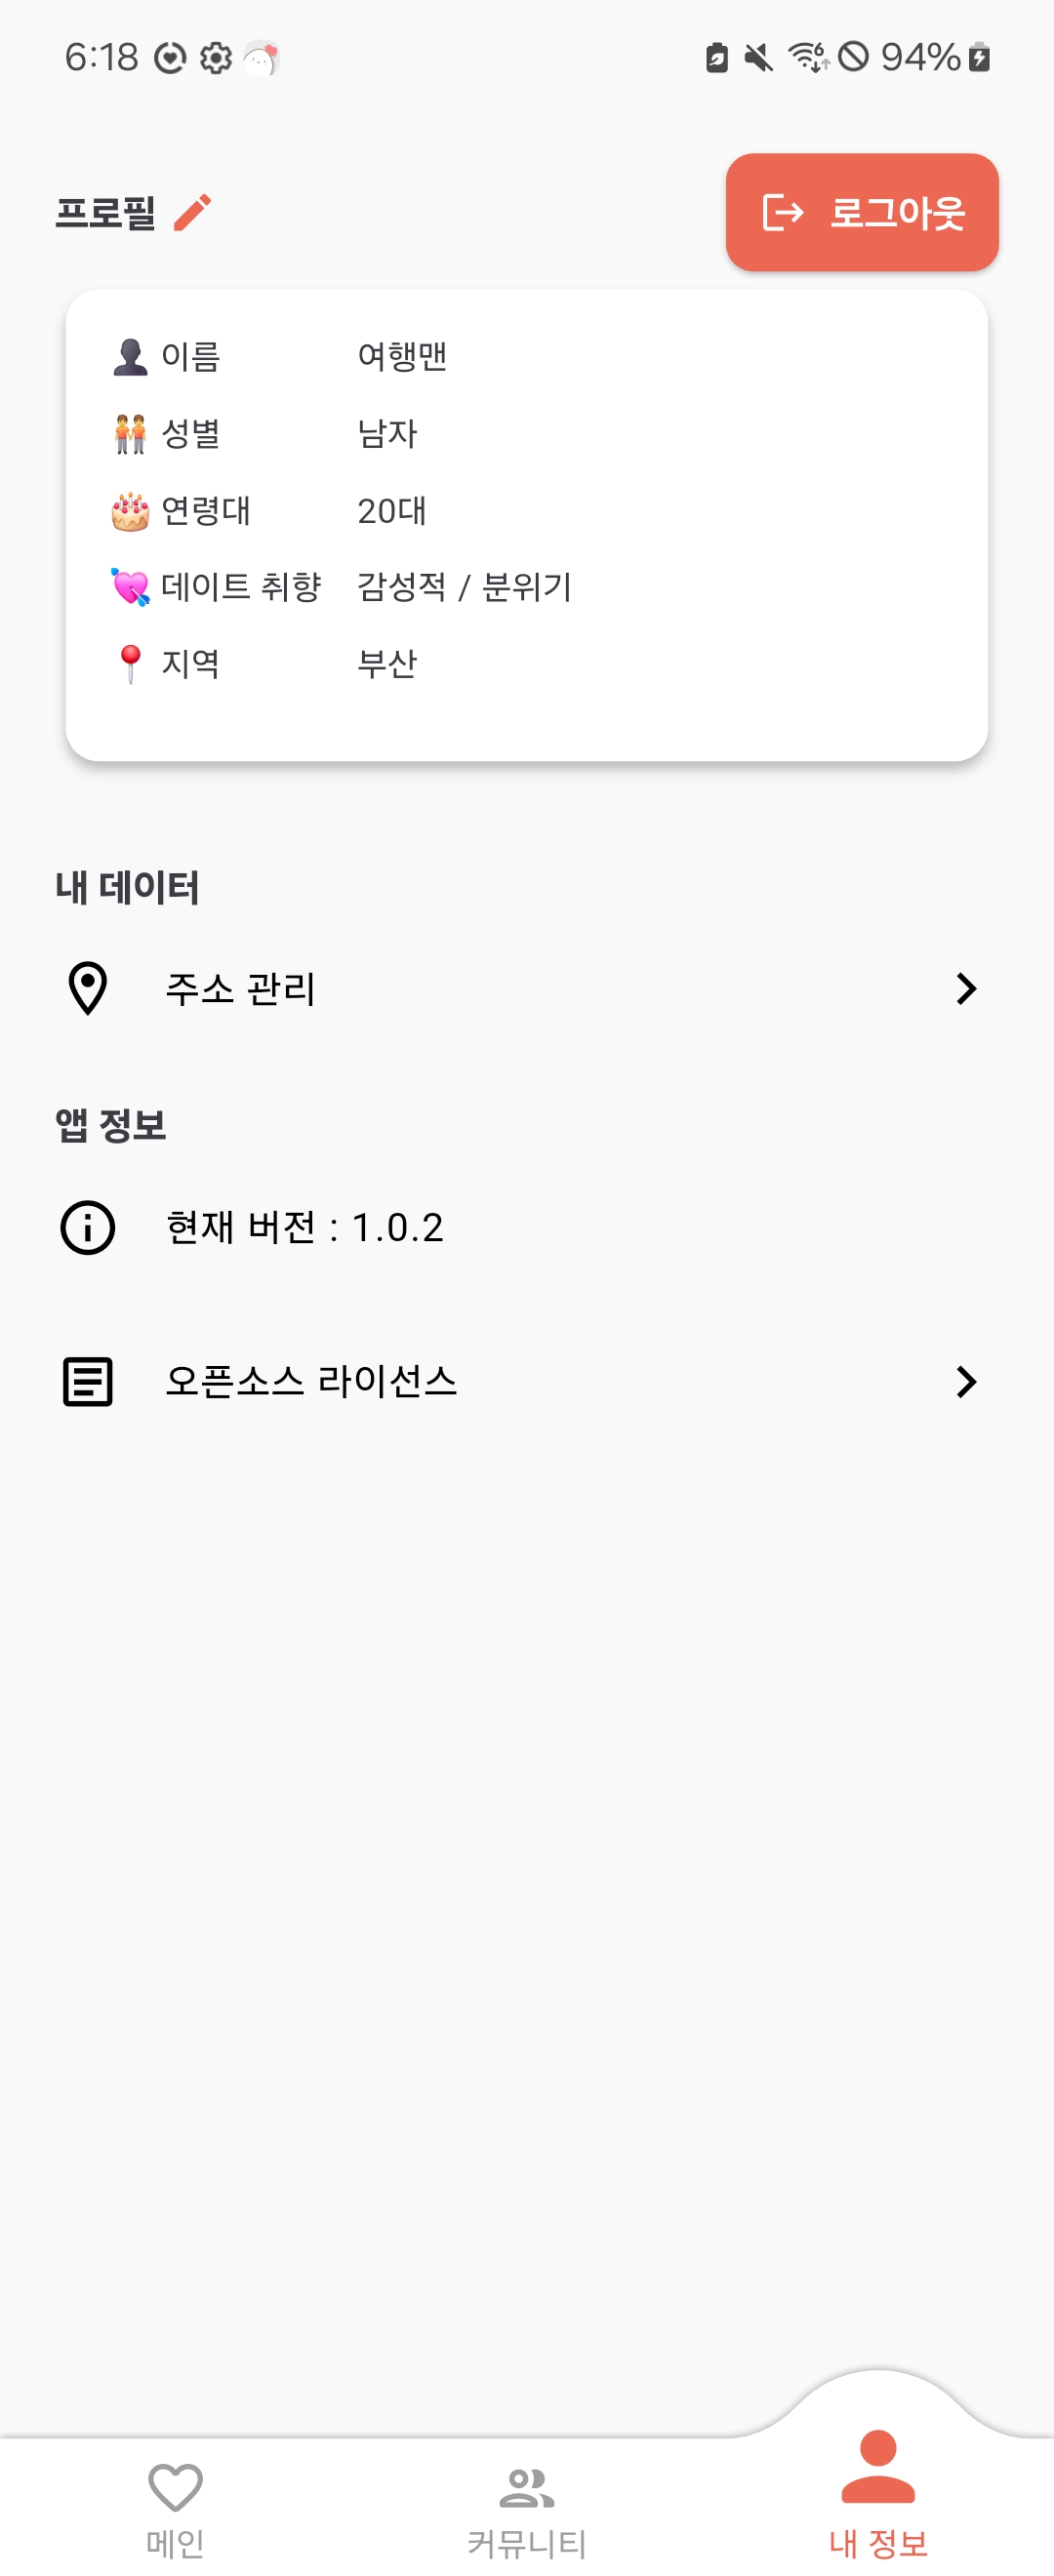 6:18
94%
프로필
로그아웃
이름 여행맨
성별 남자
연령대 20대
데이트 취향 감성적 / 분위기
지역 부산
내 데이터
주소 관리
앱 정보
현재 버전 : 1.0.2
오픈소스 라이선스
메인
커뮤니티
내 정보